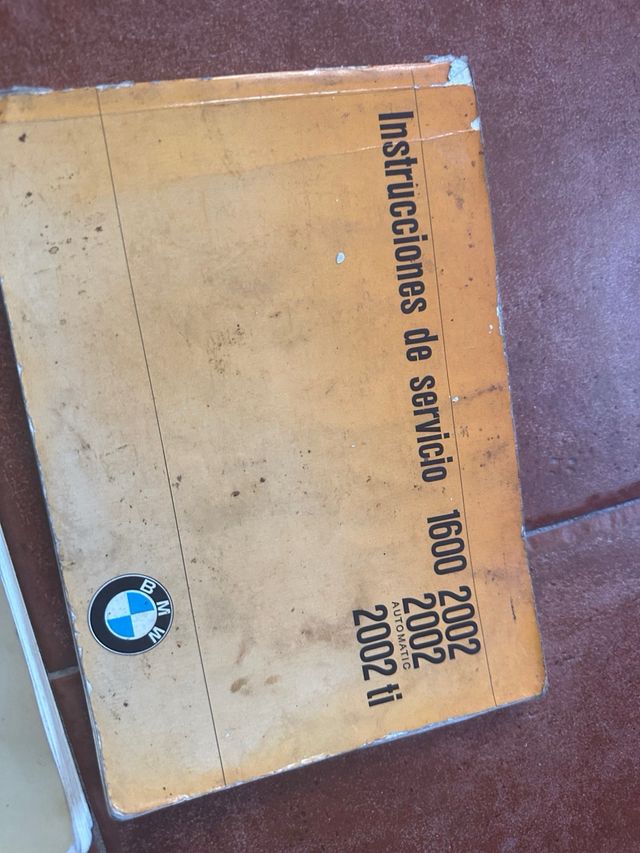 Instrucciones de servicio 1600 2002
2002
AUTOMATIC
2002 ti
BMW